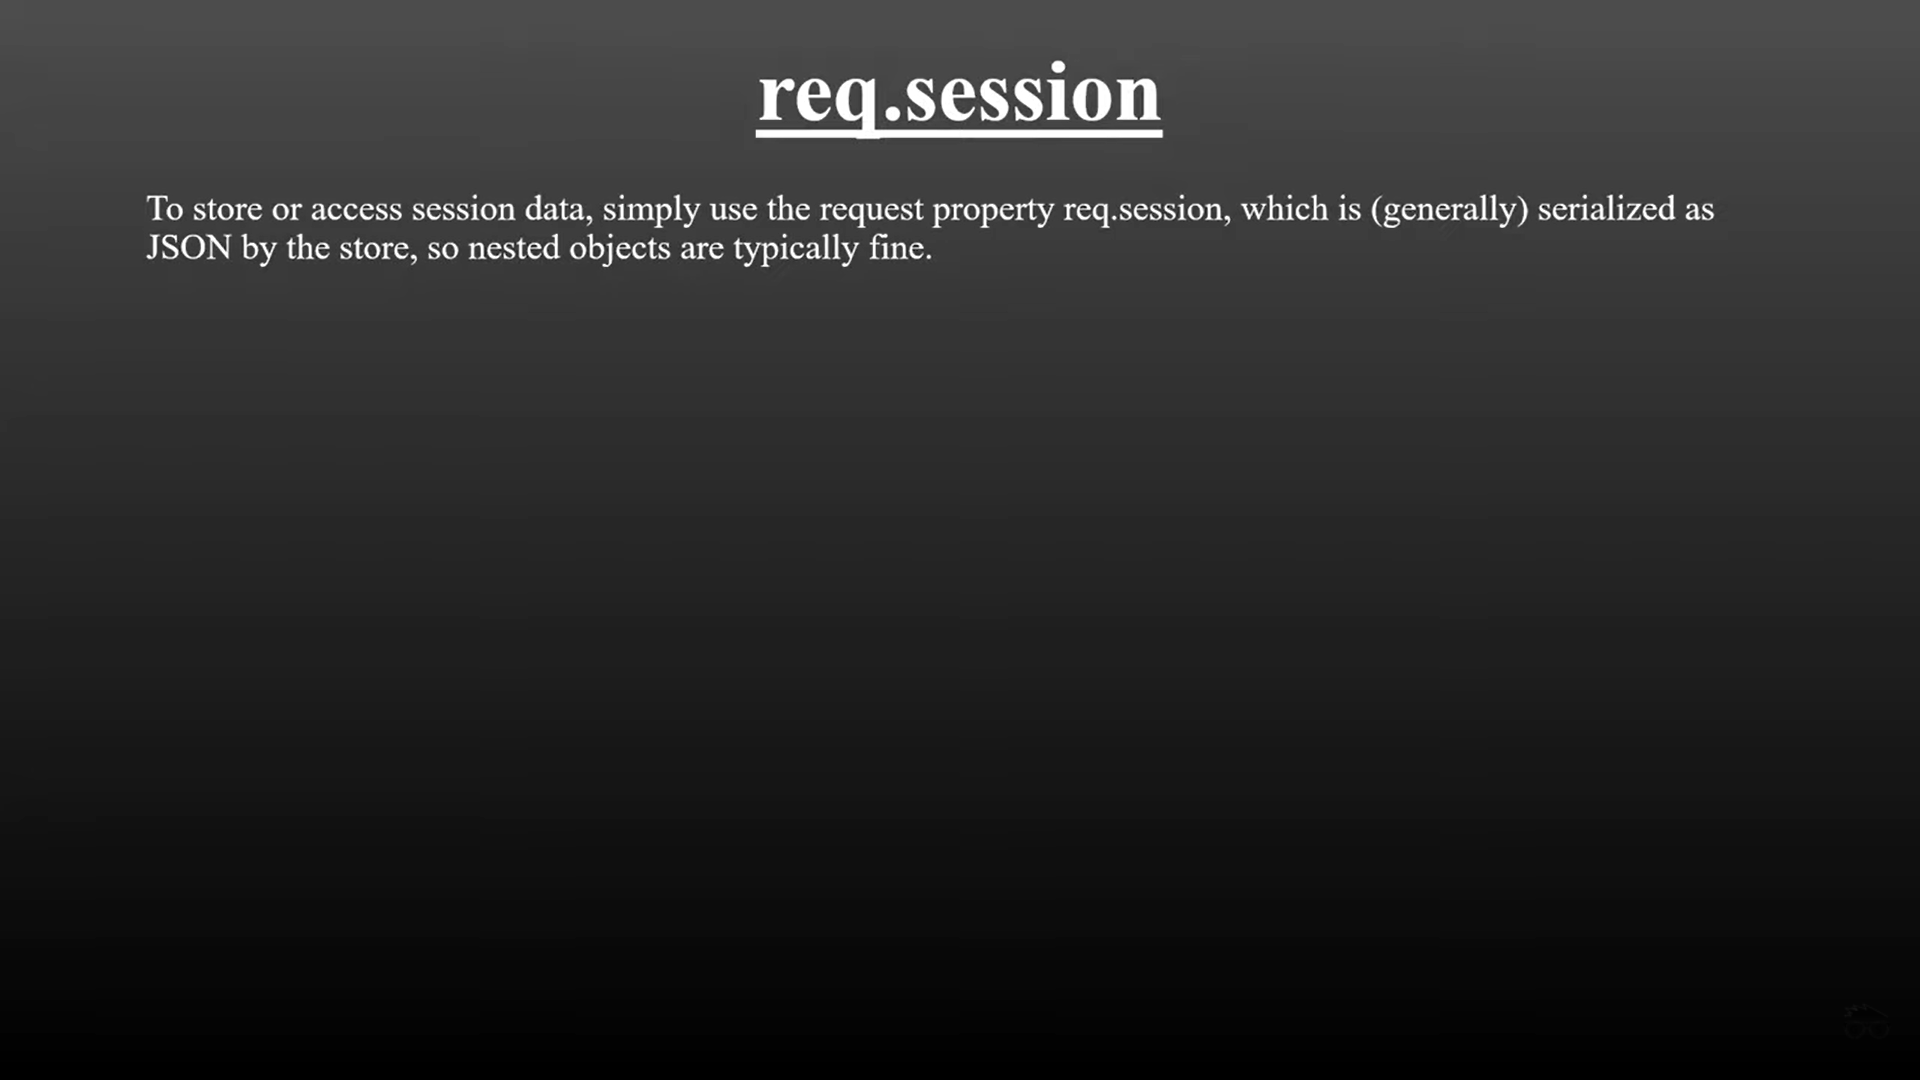 req.session
To store or access session data, simply use the request property req.session, which is (generally) serialized as
JSON by the store, so nested objects are typically fine.